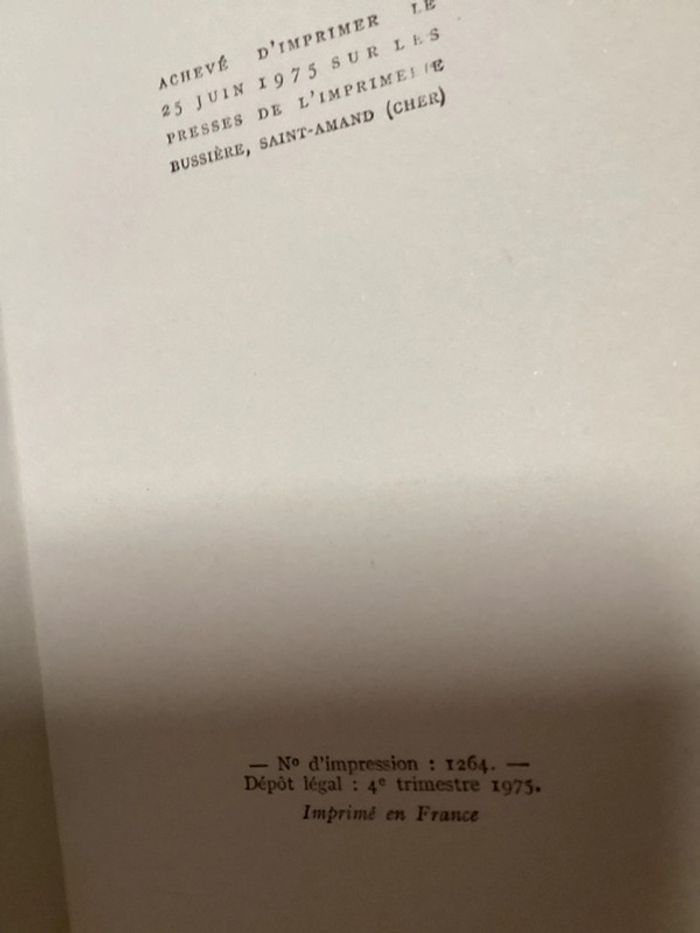 ACHEVÉ D'IMPRIMER LE
25 JUIN 1975 SUR LES
PRESSES DE L'IMPRIMERIE
BUSSIÈRE, SAINT-AMAND (CHER)
— Nº d'impression : 1264. —
Dépôt légal : 4e trimestre 1975.
Imprimé en France